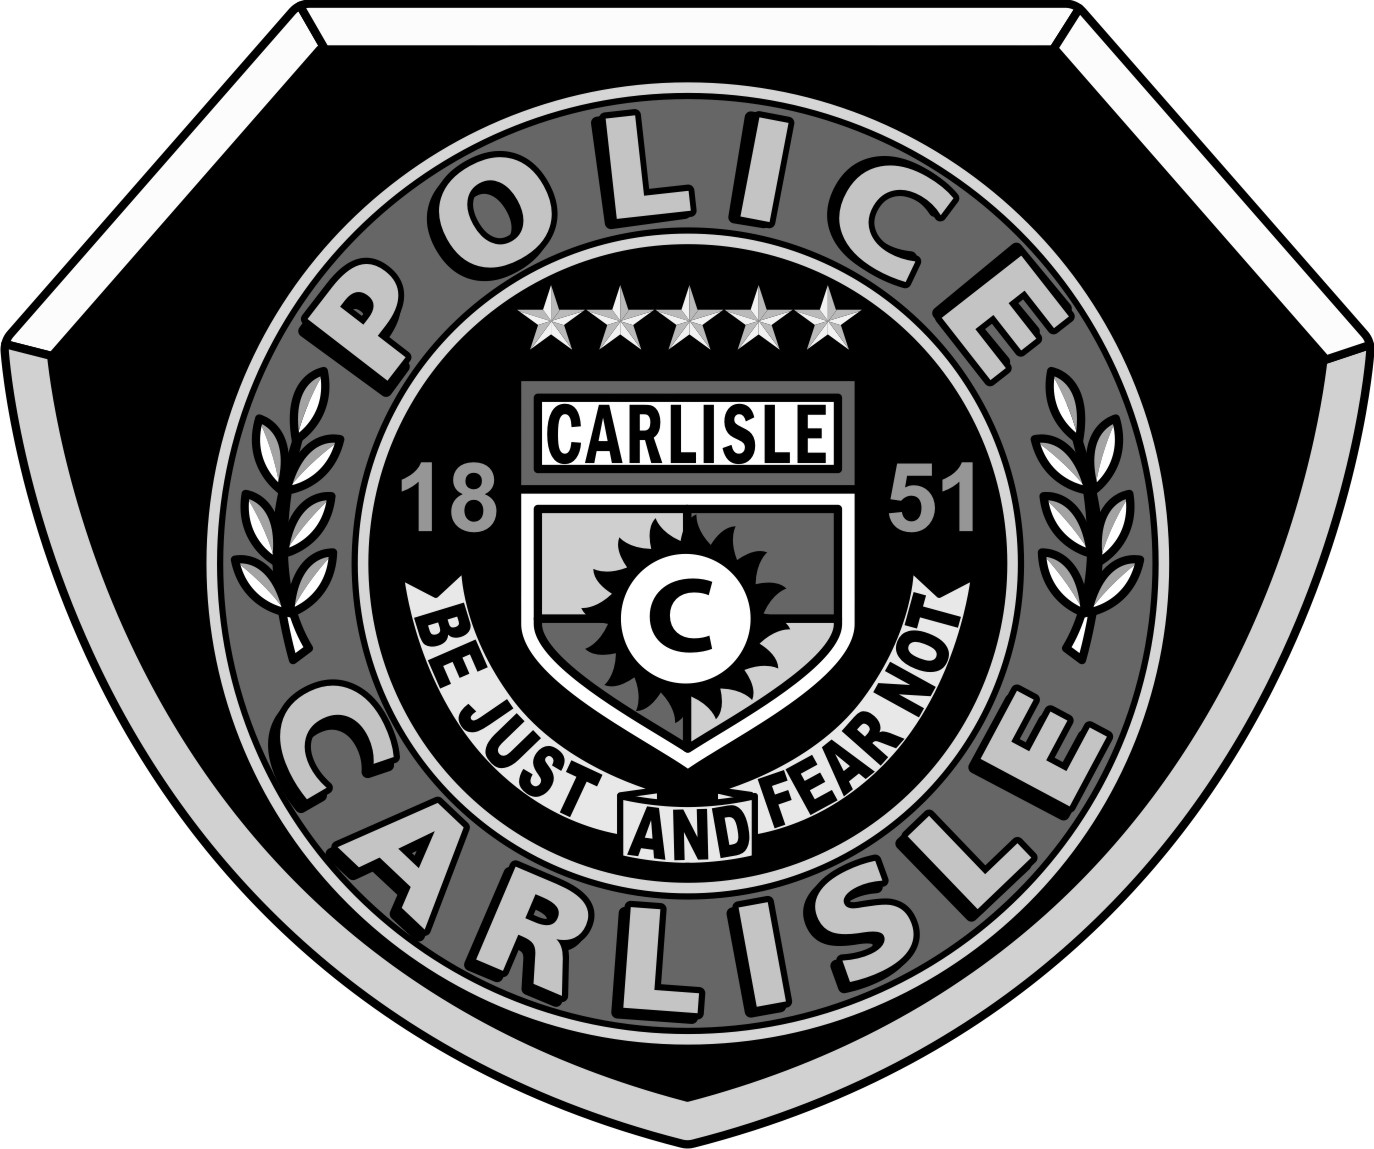 POLICE
CARLISLE
18 51
C
BE JUST AND FEAR NOT
CARLISLE